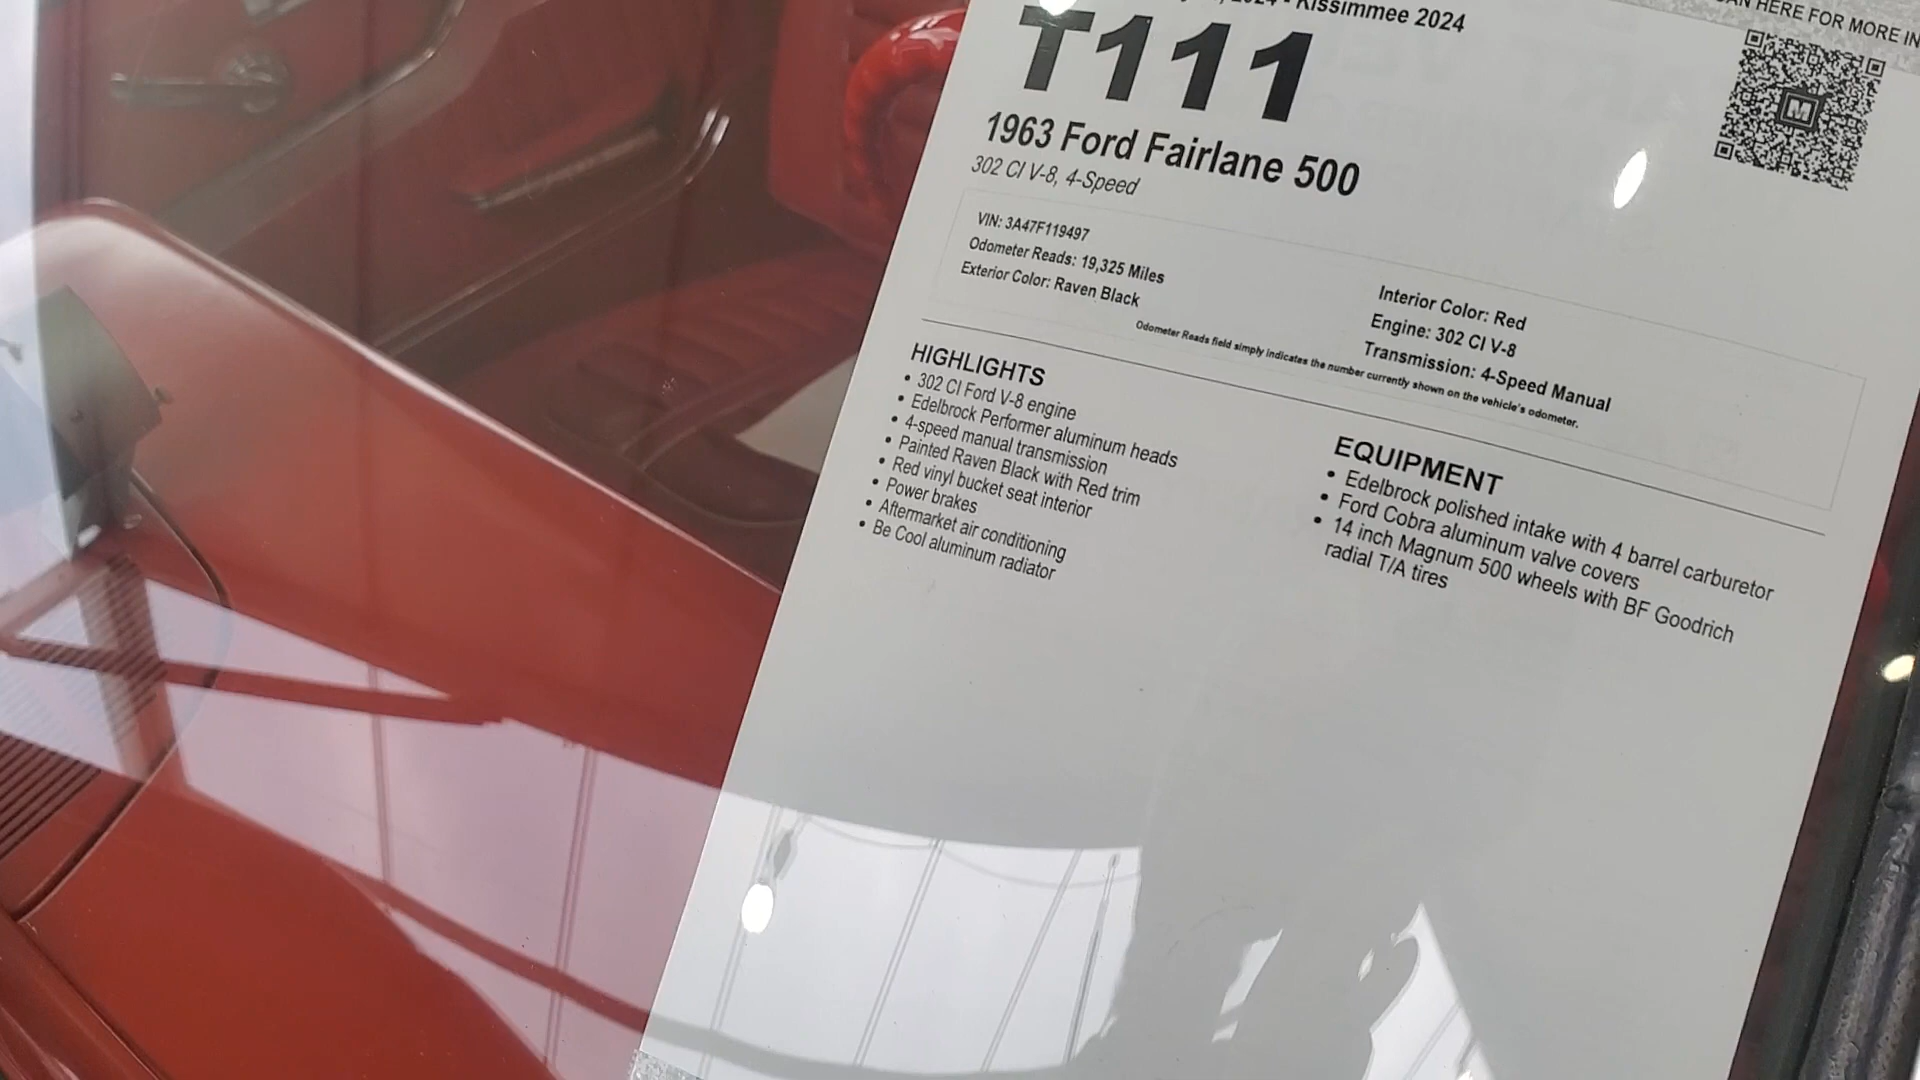 2024 - Kissimmee 2024
HERE FOR MORE
T111
M
1963 Ford Fairlane 500
302 CI V-8, 4-Speed
VIN: 3A47F119497
Odometer Reads: 19,325 Miles
Exterior Color: Raven Black
Interior Color: Red
Engine: 302 CI V-8
Transmission: 4-Speed Manual
Odometer Reads field simply indicates the number currently shown on the vehicle's odometer.
HIGHLIGHTS
• 302 CI Ford V-8 engine
• Edelbrock Performer aluminum heads
• 4-speed manual transmission
• Painted Raven Black with Red trim
• Red vinyl bucket seat interior
• Power brakes
• Aftermarket air conditioning
• Be Cool aluminum radiator
EQUIPMENT
• Edelbrock polished intake with 4 barrel carburetor
• Ford Cobra aluminum valve covers
• 14 inch Magnum 500 wheels with BF Goodrich
radial T/A tires